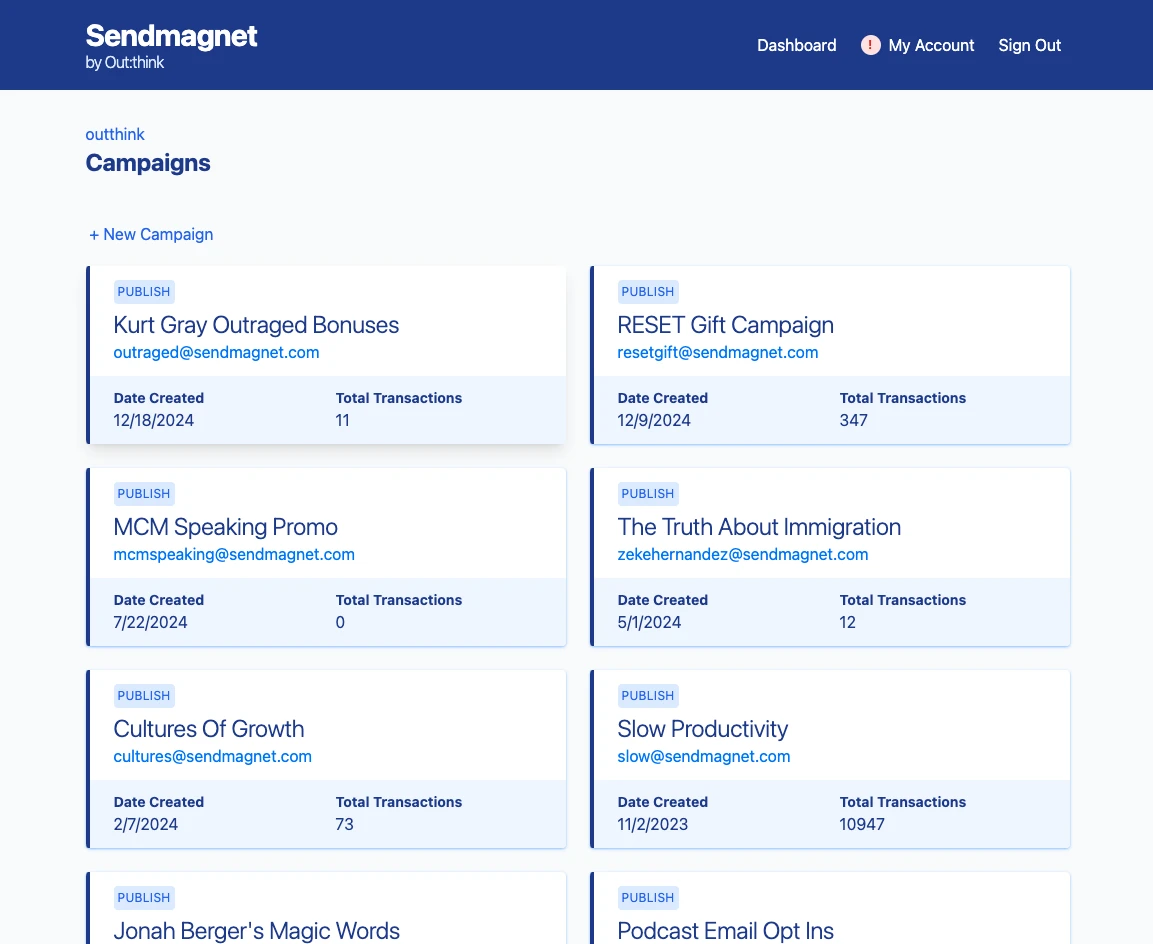 Sendmagnet
by Out:think
Dashboard
! My Account
Sign Out
outthink
Campaigns
+ New Campaign
PUBLISH
Kurt Gray Outraged Bonuses
outraged@sendmagnet.com
Date Created Total Transactions
12/18/2024 11
PUBLISH
RESET Gift Campaign
resetgift@sendmagnet.com
Date Created Total Transactions
12/9/2024 347
PUBLISH
MCM Speaking Promo
mcmspeaking@sendmagnet.com
Date Created Total Transactions
7/22/2024 0
PUBLISH
The Truth About Immigration
zekehernandez@sendmagnet.com
Date Created Total Transactions
5/1/2024 12
PUBLISH
Cultures Of Growth
cultures@sendmagnet.com
Date Created Total Transactions
2/7/2024 73
PUBLISH
Slow Productivity
slow@sendmagnet.com
Date Created Total Transactions
11/2/2023 10947
PUBLISH
Jonah Berger's Magic Words
PUBLISH
Podcast Email Opt Ins